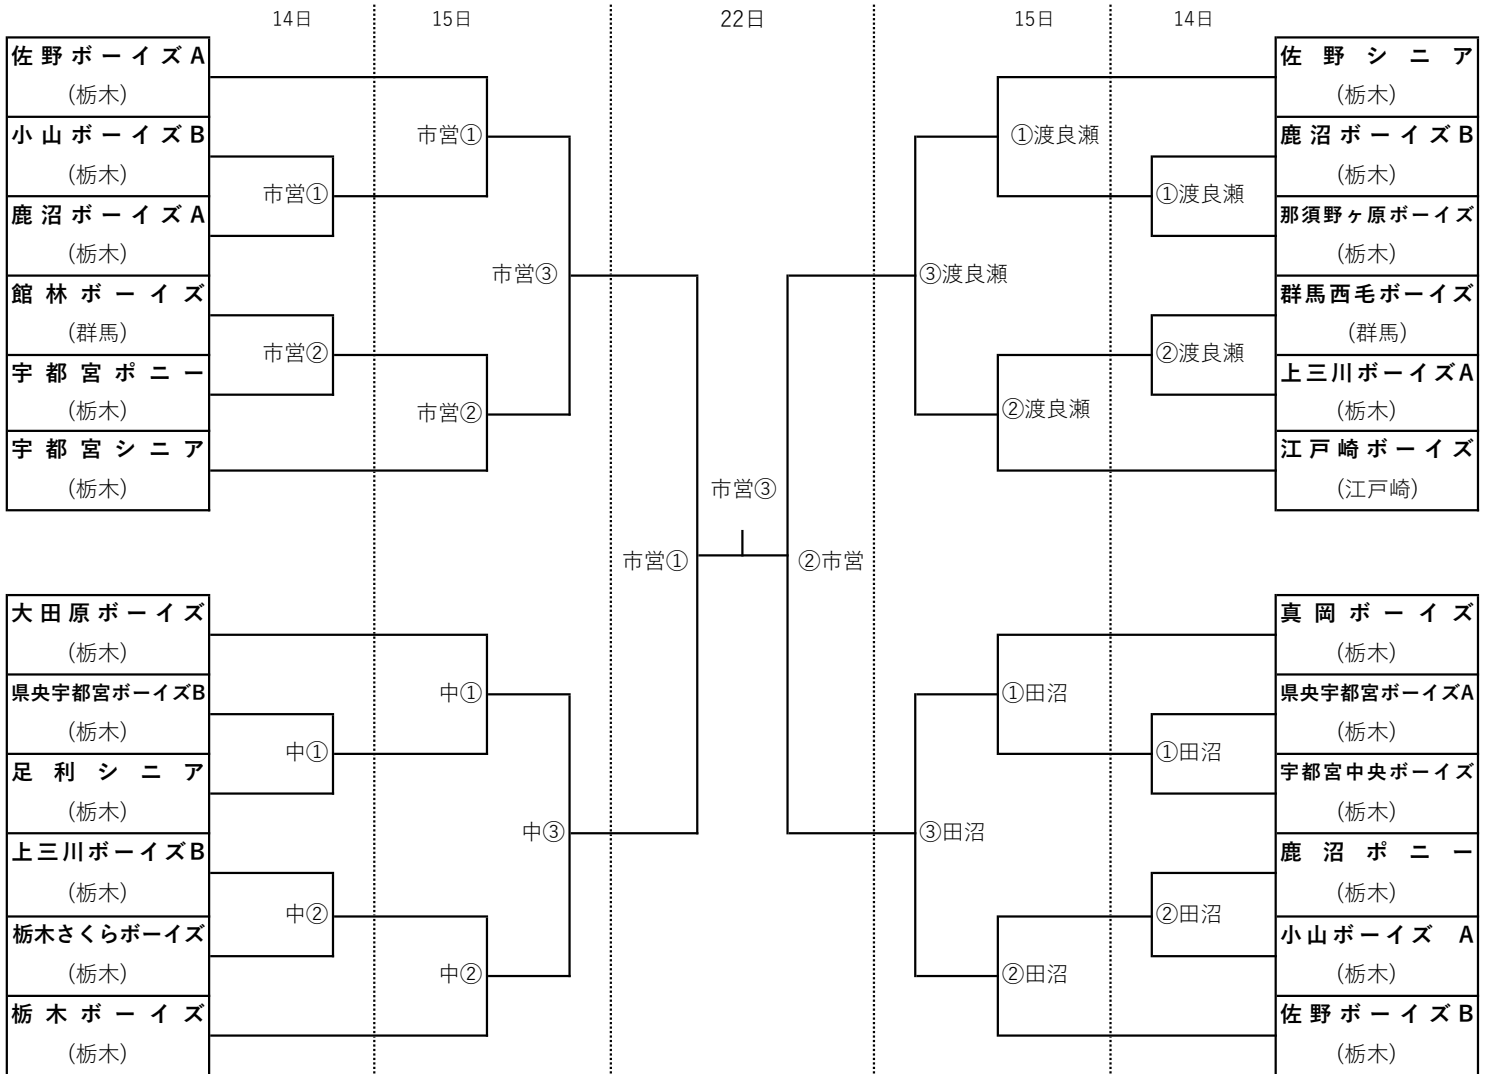 14日 15日 22日 15日 14日
佐野ボーイズA
(栃木)
小山ボーイズB
(栃木)
鹿沼ボーイズA
(栃木)
館林ボーイズ
(群馬)
宇都宮ポニー
(栃木)
宇都宮シニア
(栃木)
市営①
市営②
市営①
市営②
市営③
大田原ボーイズ
(栃木)
県央宇都宮ボーイズB
(栃木)
足利シニア
(栃木)
上三川ボーイズB
(栃木)
栃木さくらボーイズ
(栃木)
栃木ボーイズ
(栃木)
中①
中②
中①
中②
中③
市営①
市営③
②市営
佐野シニア
(栃木)
鹿沼ボーイズB
(栃木)
那須野ヶ原ボーイズ
(栃木)
群馬西毛ボーイズ
(群馬)
上三川ボーイズA
(栃木)
江戸崎ボーイズ
(江戸崎)
①渡良瀬
②渡良瀬
①渡良瀬
②渡良瀬
③渡良瀬
真岡ボーイズ
(栃木)
県央宇都宮ボーイズA
(栃木)
宇都宮中央ボーイズ
(栃木)
鹿沼ポニー
(栃木)
小山ボーイズ A
(栃木)
佐野ボーイズB
(栃木)
①田沼
②田沼
①田沼
②田沼
③田沼